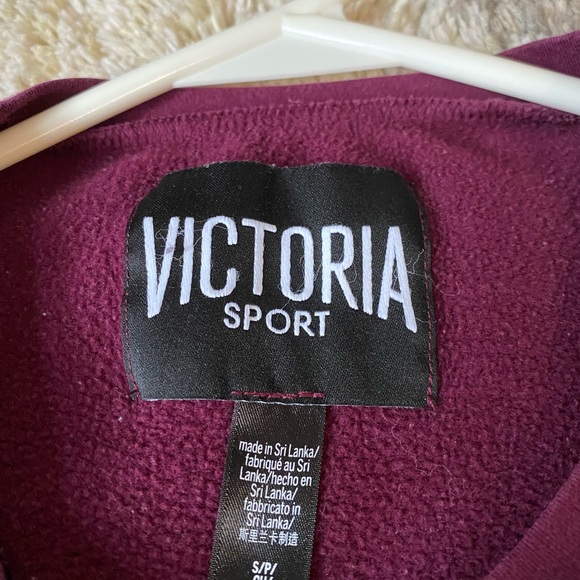 VICTORIA
SPORT
made in Sri Lanka/
fabriqué au Sri
Lanka/hecho en
Sri Lanka/
fabbricato in
Sri Lanka/
斯里兰卡制造
S/P/